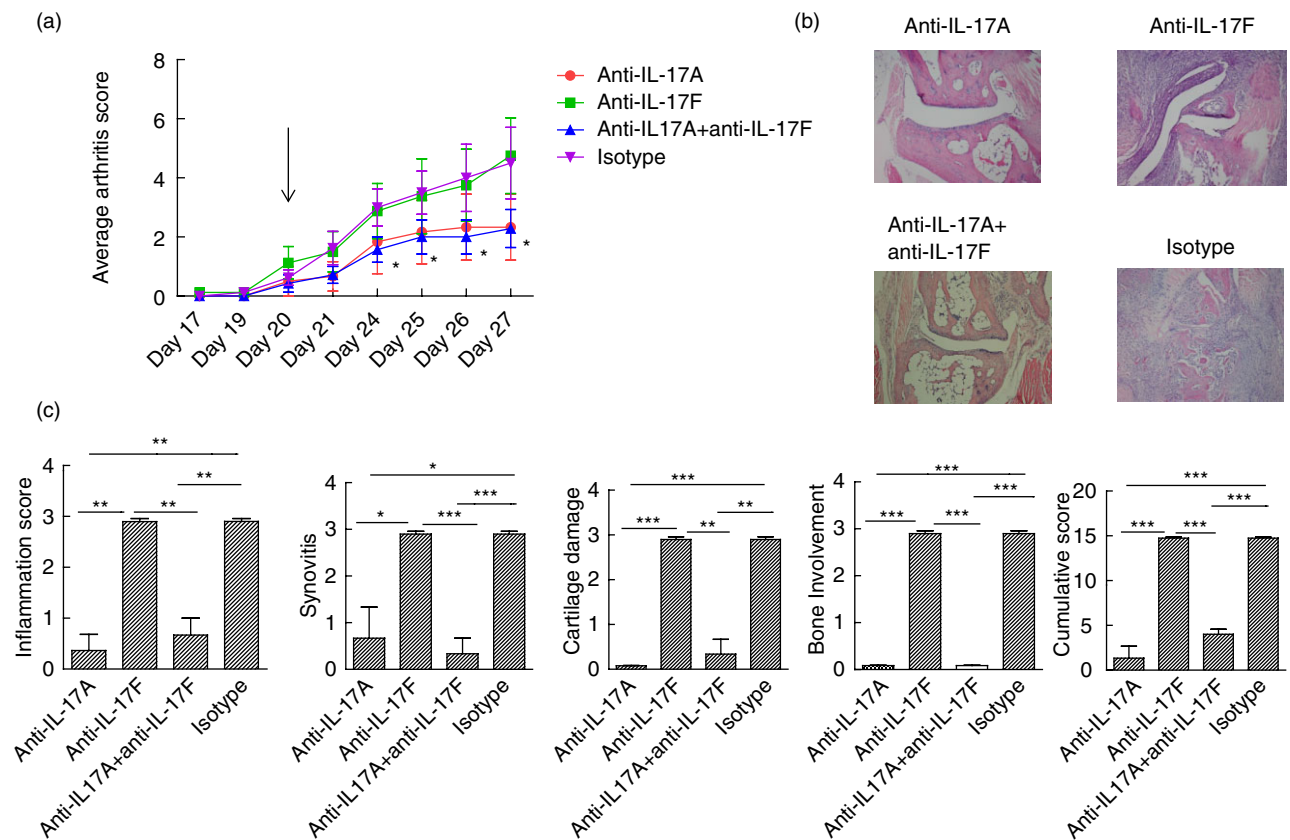 (a)
Average arthritis score
8
6
4
2
0
Day 17
Day 19
Day 20
Day 21
Day 24
Day 25
Day 26
Day 27
*
*
*
*
Anti-IL-17A
Anti-IL-17F
Anti-IL17A+anti-IL-17F
Isotype
(b)
Anti-IL-17A
Anti-IL-17F
Anti-IL-17A+
anti-IL-17F
Isotype
(c)
Inflammation score
4
3
2
1
0
**
**
**
**
Anti-IL-17A
Anti-IL-17F
Anti-IL17A+anti-IL-17F
Isotype
Synovitis
4
3
2
1
0
*
***
*
***
Anti-IL-17A
Anti-IL-17F
Anti-IL17A+anti-IL-17F
Isotype
Cartilage damage
4
3
2
1
0
***
**
***
**
Anti-IL-17A
Anti-IL-17F
Anti-IL17A+anti-IL-17F
Isotype
Bone Involvement
4
3
2
1
0
***
***
***
***
Anti-IL-17A
Anti-IL-17F
Anti-IL17A+anti-IL-17F
Isotype
Cumulative score
25
20
15
10
5
0
***
***
***
***
Anti-IL-17A
Anti-IL-17F
Anti-IL17A+anti-IL-17F
Isotype